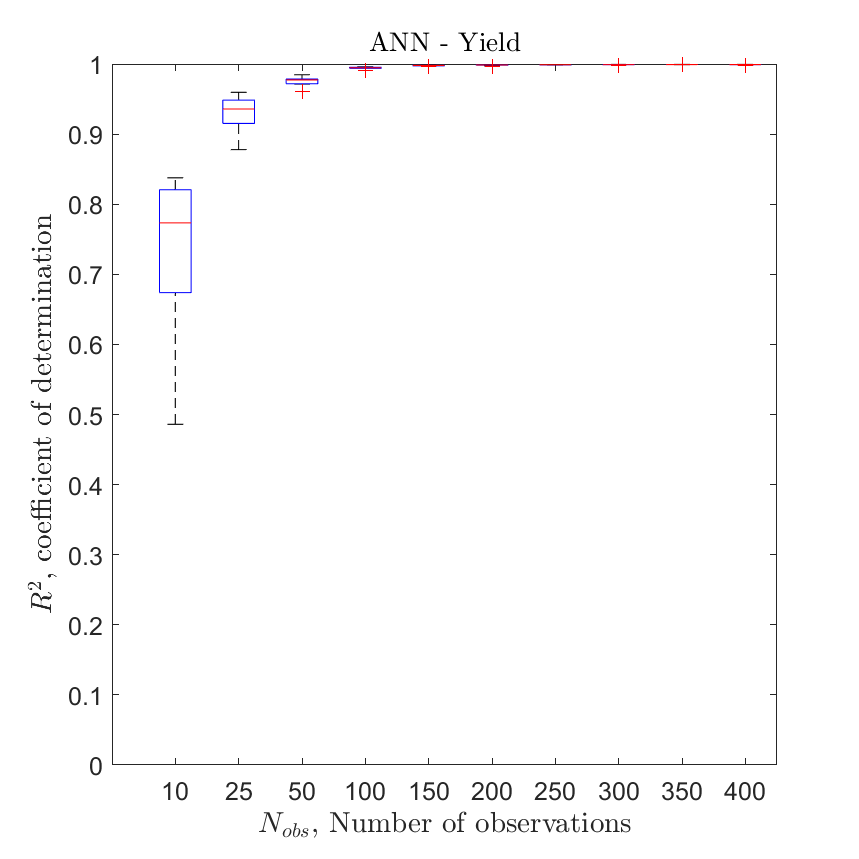 ANN - Yield
1
0.9
0.8
0.7
0.6
0.5
0.4
0.3
0.2
0.1
0
R², coefficient of determination
10 25 50 100 150 200 250 300 350 400
N_obs, Number of observations